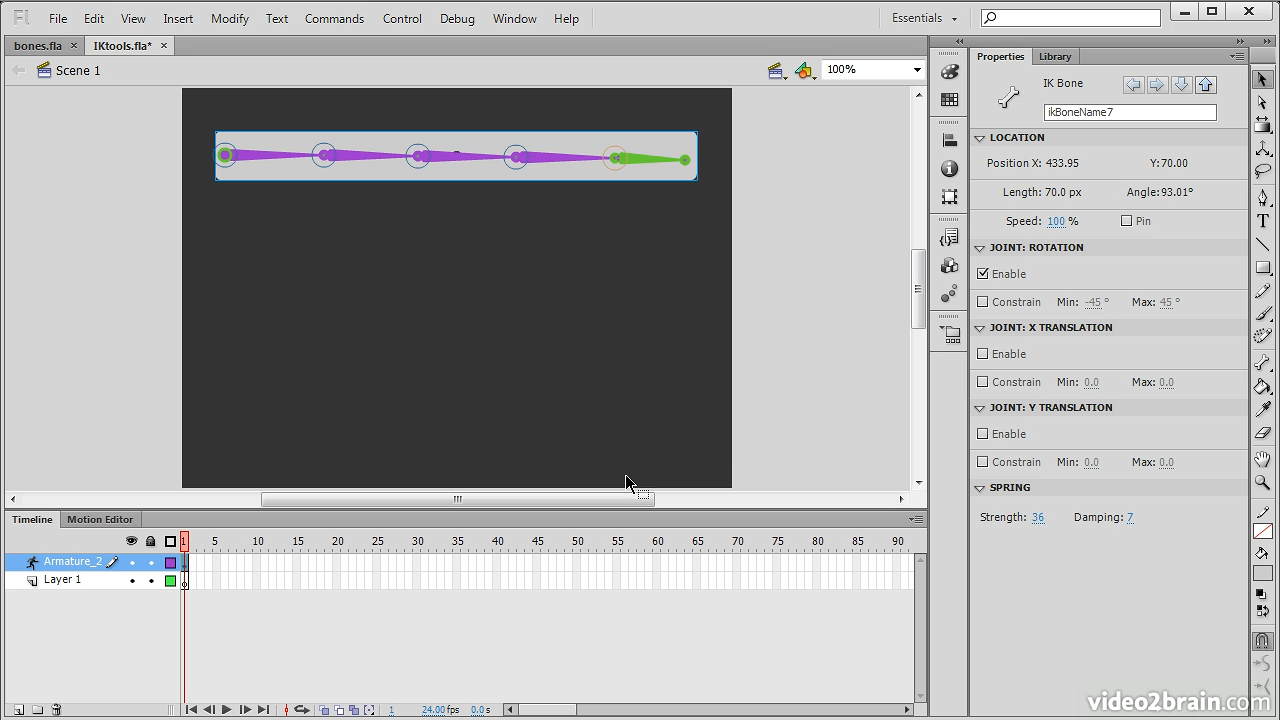 Fl File Edit View Insert Modify Text Commands Control Debug Window Help Essentials
bones.fla IKtools.fla*
Scene 1 100%
Properties Library
IK Bone
ikBoneName7
LOCATION
Position X: 433.95 Y: 70.00
Length: 70.0 px Angle: 93.01°
Speed: 100 % Pin
JOINT: ROTATION
Enable
Constrain Min: -45 ° Max: 45 °
JOINT: X TRANSLATION
Enable
Constrain Min: 0.0 Max: 0.0
JOINT: Y TRANSLATION
Enable
Constrain Min: 0.0 Max: 0.0
SPRING
Strength: 36 Damping: 7
Timeline Motion Editor
1 5 10 15 20 25 30 35 40 45 50 55 60 65 70 75 80 85 90
Armature_2
Layer 1
1 24.00 fps 0.0 s
video2brain.com